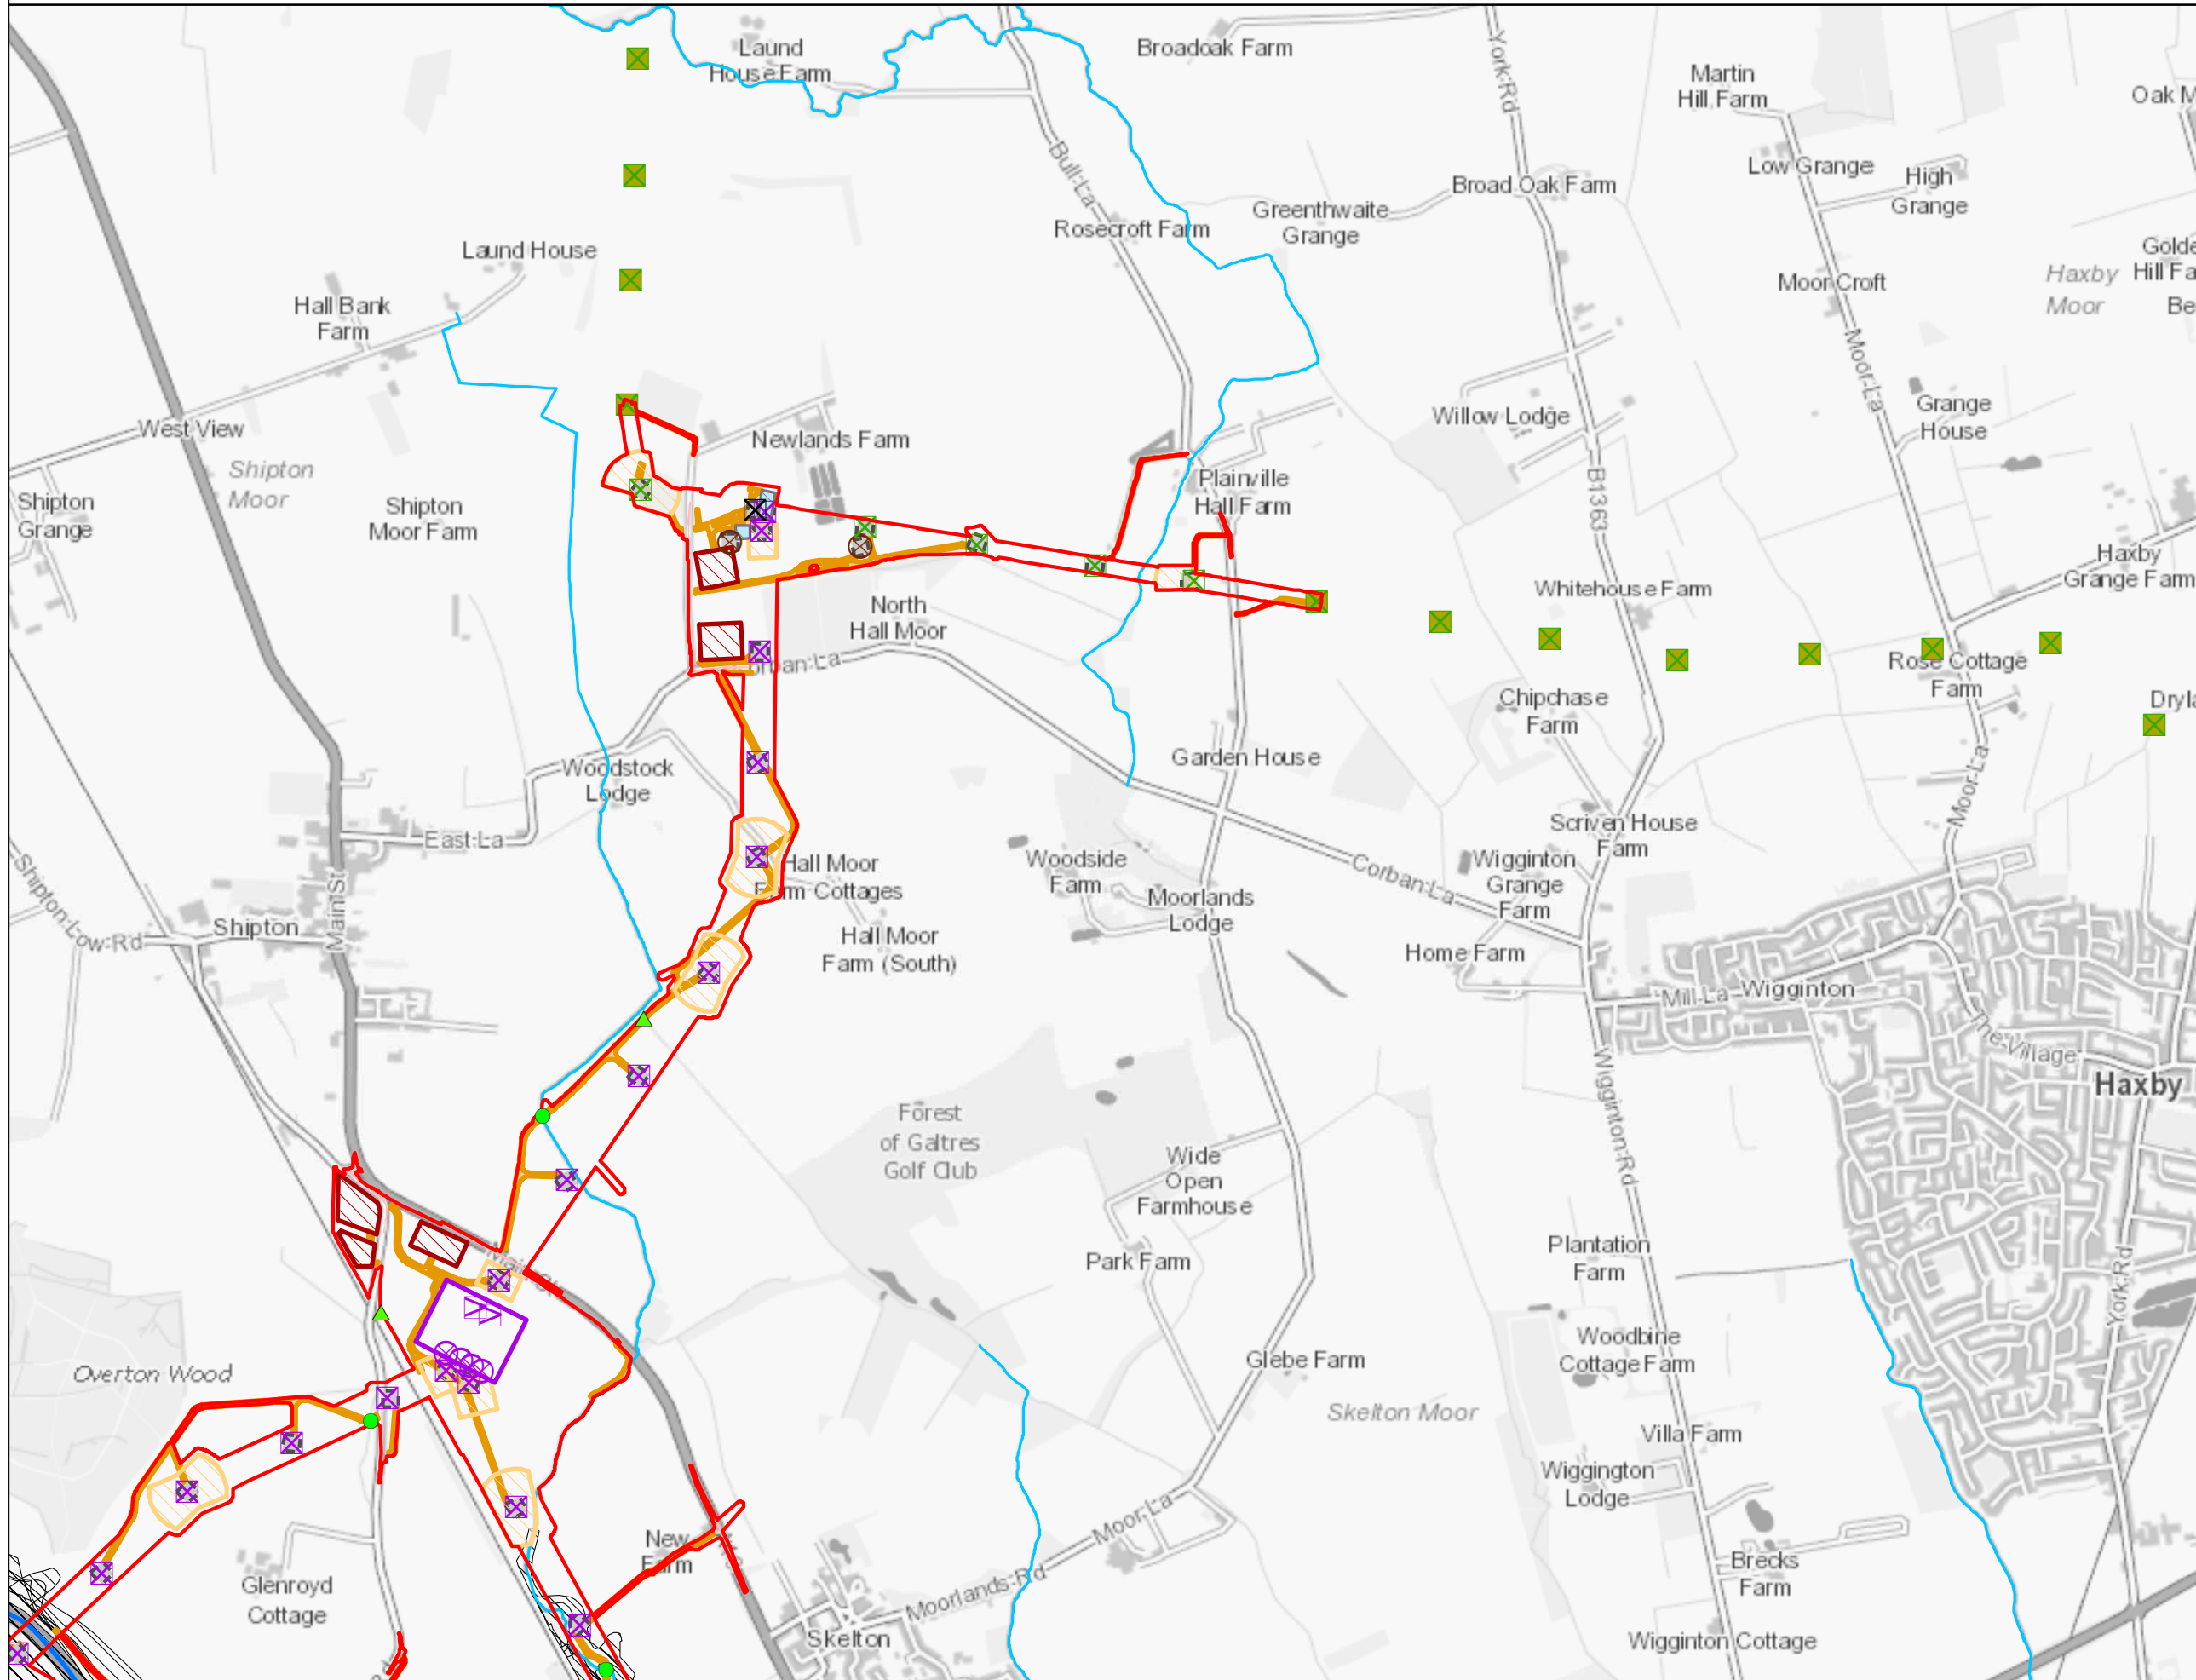 Laund
House Farm
Broadoak Farm
York Rd
Martin
Hill Farm
Oak M
Bull La
Low Grange
High
Grange
Broad Oak Farm
Greenthwaite
Grange
Rosecroft Farm
Laund House
Golde
Hill Fa
Haxby
Moor
Be
Moor Croft
Hall Bank
Farm
Moor La
West View
Newlands Farm
Willow Lodge
Grange
House
Shipton
Moor
Shipton
Grange
Shipton
Moor Farm
Plainville
Hall Farm
B1363
Haxby
Grange Farm
Whitehouse Farm
North
Hall Moor
orban La
Rose Cottage
Farm
Chipchase
Farm
Dryla
Garden House
Woodstock
Lodge
Moor La
East La
Scriven House
Farm
Hall Moor
Farm Cottages
Woodside
Farm
Corban La
Wigginton
Grange
Farm
Moorlands
Lodge
Shipton Low Rd
Main St
Shipton
Hall Moor
Farm (South)
Home Farm
Mill La
Wigginton
The Village
Haxby
Wigginton Rd
Forest
of Galtres
Golf Club
Wide
Open
Farmhouse
Main St
Park Farm
Plantation
Farm
York Rd
Overton Wood
Glebe Farm
Woodbine
Cottage Farm
Skelton Moor
Villa Farm
Wiggington
Lodge
Moor La
New
Farm
Brecks
Farm
Glenroyd
Cottage
Moorlands Rd
Skelton
Wigginton Cottage